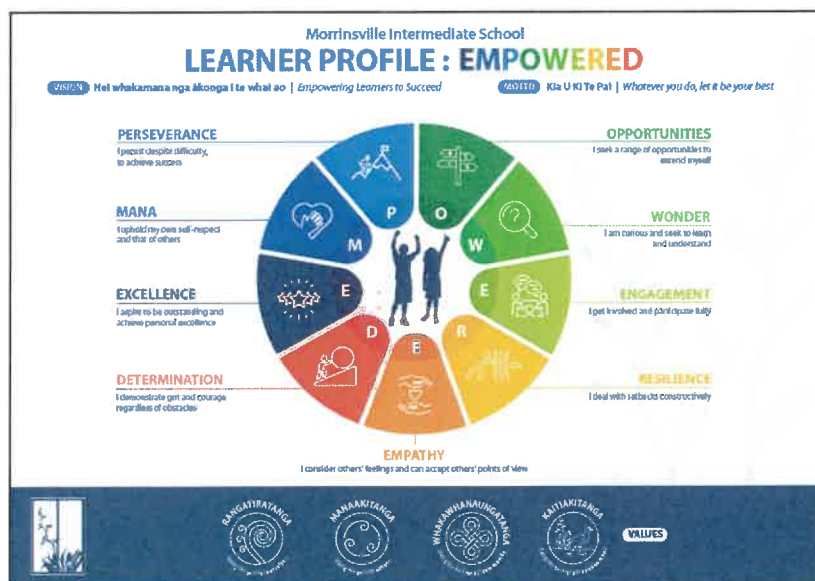 Morrinsville Intermediate School
LEARNER PROFILE : EMPOWERED
VISION Hei whakamana nga ākonga i te whai ao | Empowering Learners to Succeed
MOTTO Kia U Ki Te Pai | Whatever you do, let it be your best
PERSEVERANCE
I persist despite difficulty,
to achieve success
MANA
I uphold my own self-respect
and that of others
EXCELLENCE
I aspire to be outstanding and
achieve personal excellence
DETERMINATION
I demonstrate grit and courage
regardless of obstacles
E
M
P
O
W
E
R
E
D
OPPORTUNITIES
I seek a range of opportunities to
extend myself
WONDER
I am curious and seek to learn
and understand
ENGAGEMENT
I get involved and participate fully
RESILIENCE
I deal with setbacks constructively
EMPATHY
I consider others' feelings and can accept others' points of view
RANGATIRATANGA
MANAAKITANGA
WHAKAWHANAUNGATANGA
KAITIAKITANGA
VALUES